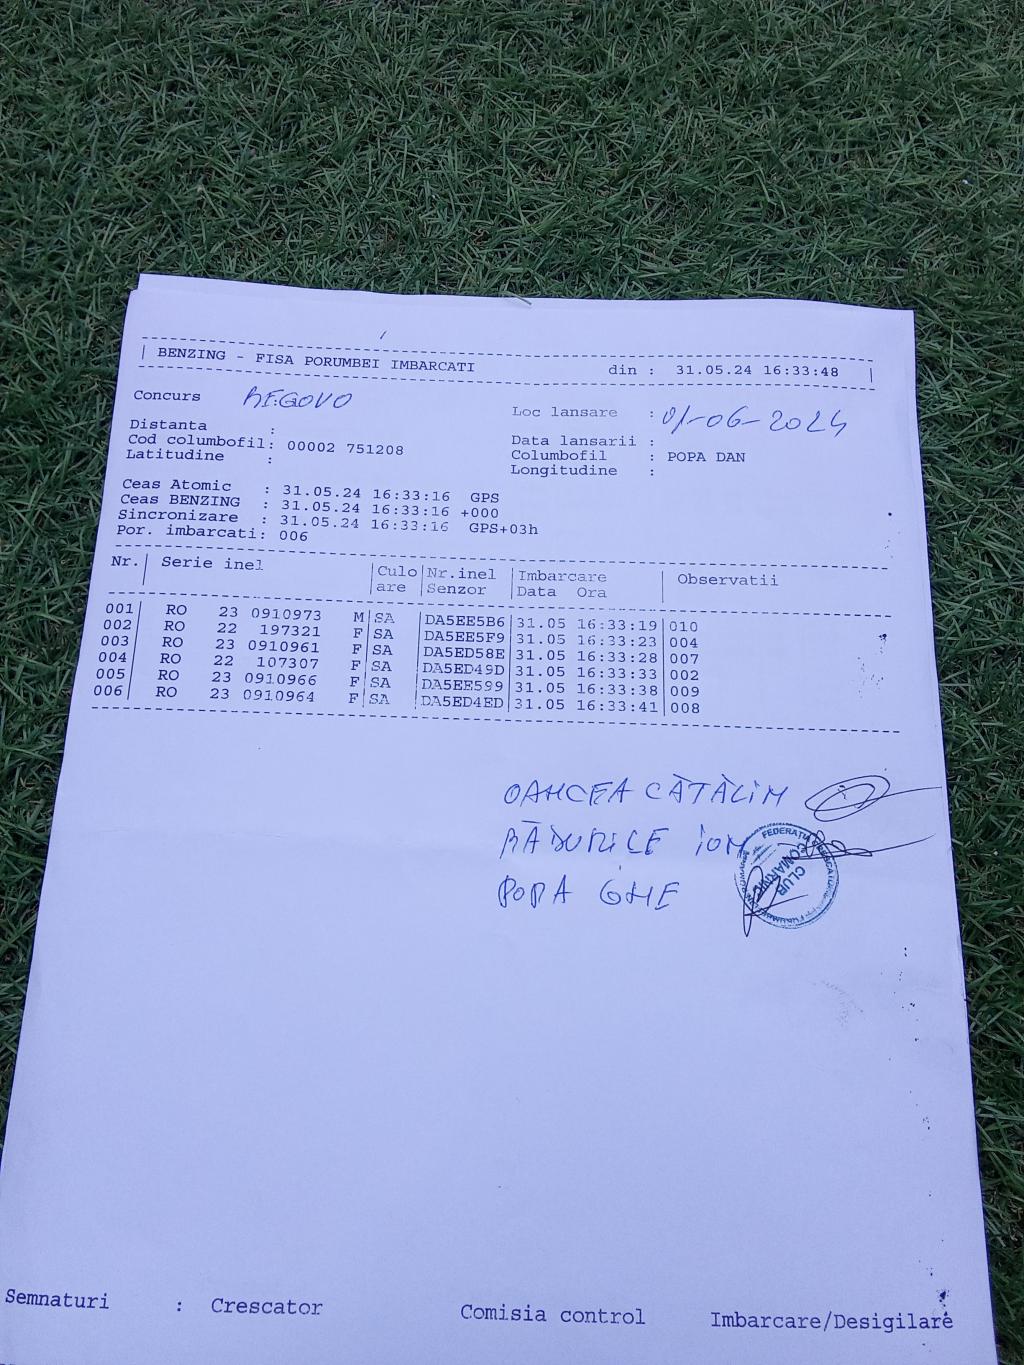 BENZING - FISA PORUMBEI IMBARCATI din : 31.05.24 16:33:48
Concurs BEGOVO Loc lansare : 01-06-2024
Distanta :
Data lansarii :
Cod columbofil: 00002 751208 Columbofil : POPA DAN
Latitudine : Longitudine :
Ceas Atomic : 31.05.24 16:33:16 GPS
Ceas BENZING : 31.05.24 16:33:16 +000
Sincronizare : 31.05.24 16:33:16 GPS+03h
Por. imbarcati: 006
Nr.| Serie inel |Culo|Nr.inel |Imbarcare | Observatii
|are |Senzor |Data Ora |
001| RO 23 0910973 M|SA |DA5EE5B6|31.05 16:33:19|010
002| RO 22 197321 F|SA |DA5EE5F9|31.05 16:33:23|004
003| RO 23 0910961 F|SA |DA5ED58E|31.05 16:33:28|007
004| RO 22 107307 F|SA |DA5ED49D|31.05 16:33:33|002
005| RO 23 0910966 F|SA |DA5EE599|31.05 16:33:38|009
006| RO 23 0910964 F|SA |DA5ED4ED|31.05 16:33:41|008
OANCEA CĂTĂLIN
ION
POPA GHE
CLUB
Semnaturi : Crescator Comisia control Imbarcare/Desigilare